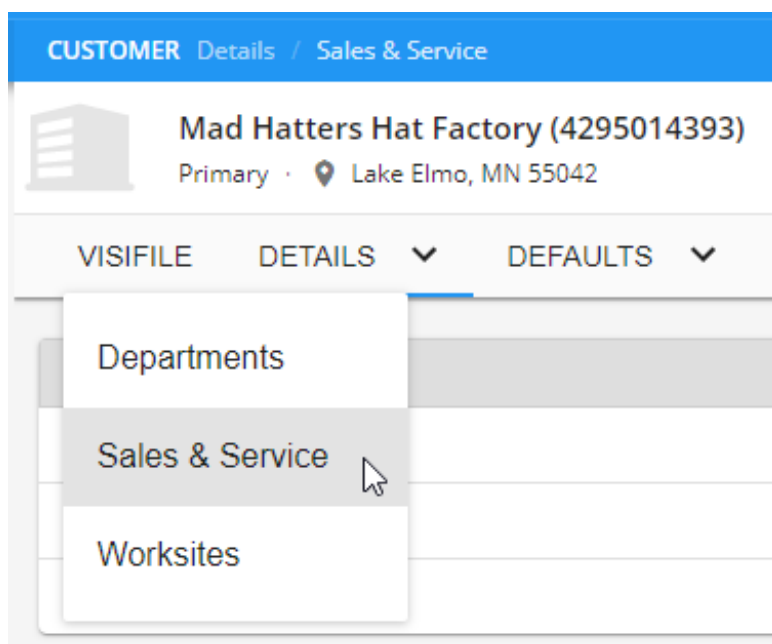 CUSTOMER Details / Sales & Service
Mad Hatters Hat Factory (4295014393)
Primary · Lake Elmo, MN 55042
VISIFILE DETAILS DEFAULTS
Departments
Sales & Service
Worksites